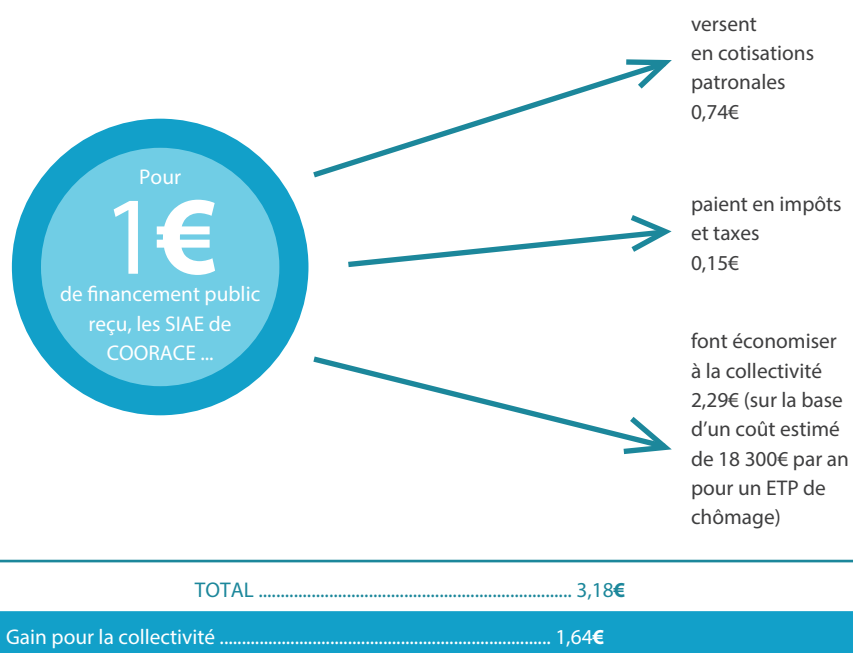 Pour
1€
de financement public
reçu, les SIAE de
COORACE ...
versent
en cotisations
patronales
0,74€
paient en impôts
et taxes
0,15€
font économiser
à la collectivité
2,29€ (sur la base
d'un coût estimé
de 18 300€ par an
pour un ETP de
chômage)
TOTAL ...................................................................... 3,18€
Gain pour la collectivité .......................................................................... 1,64€